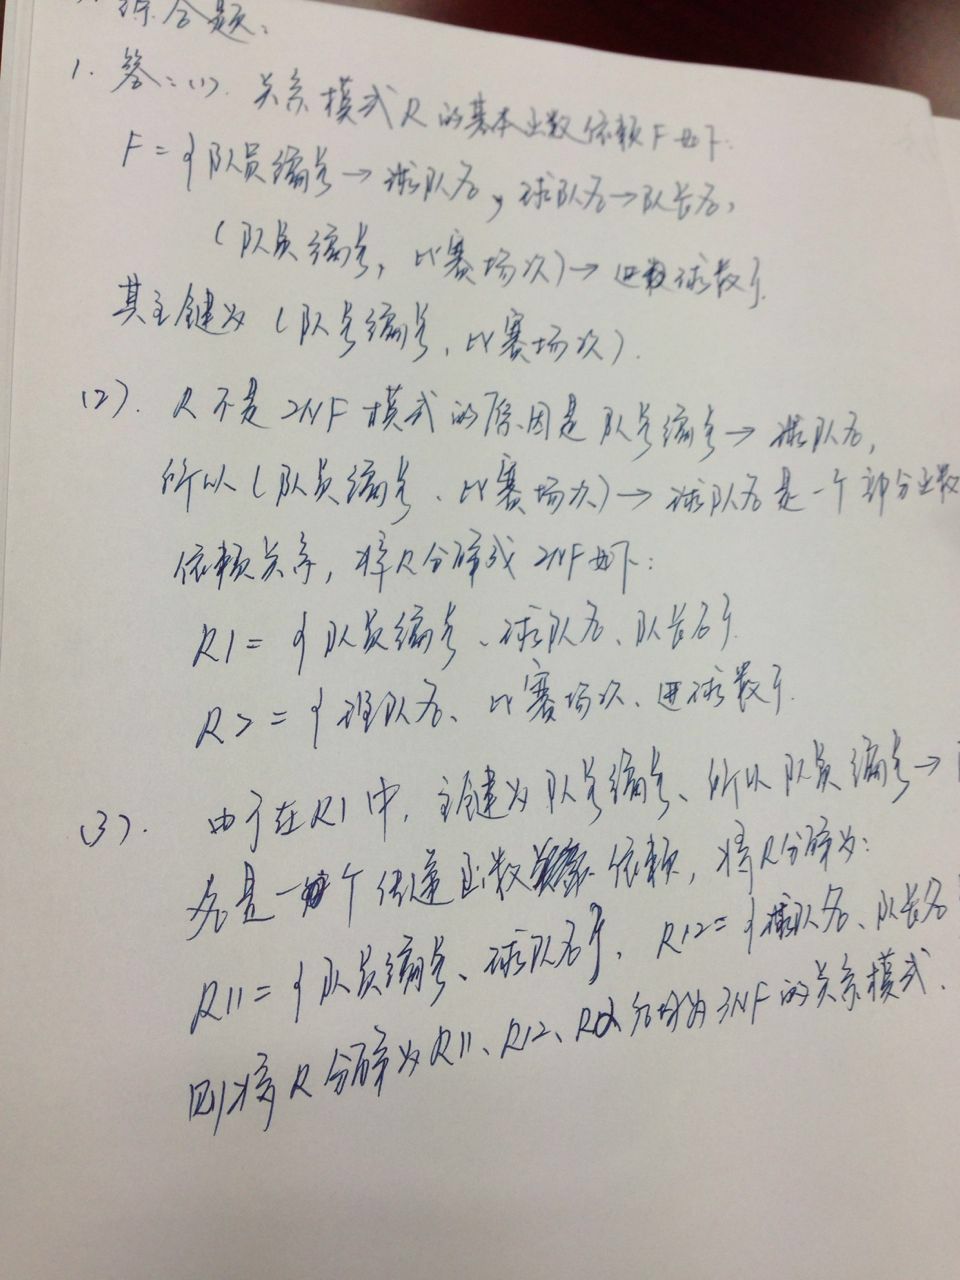 综合题:
1. 答:(1). 关系模式R的基本函数依赖F如下:
F={队员编号→球队名, 球队名→队长名,
(队员编号, 比赛场次)→进球数}.
其主键为(队员编号、比赛场次).
(2). R不是2NF模式的原因是队员编号→球队名,
所以(队员编号、比赛场次)→球队名是一个部分函数
依赖关系, 将R分解成2NF如下:
R1={队员编号、球队名、队长名}.
R2={球队名、比赛场次、进球数}.
(3). 由于在R1中, 主键为队员编号、所以队员编号→
名是一个传递函数依赖, 将R分解为:
R11={队员编号、球队名}, R12={球队名、队长名
则将R分解为R11、R12、R2后均为3NF的关系模式.